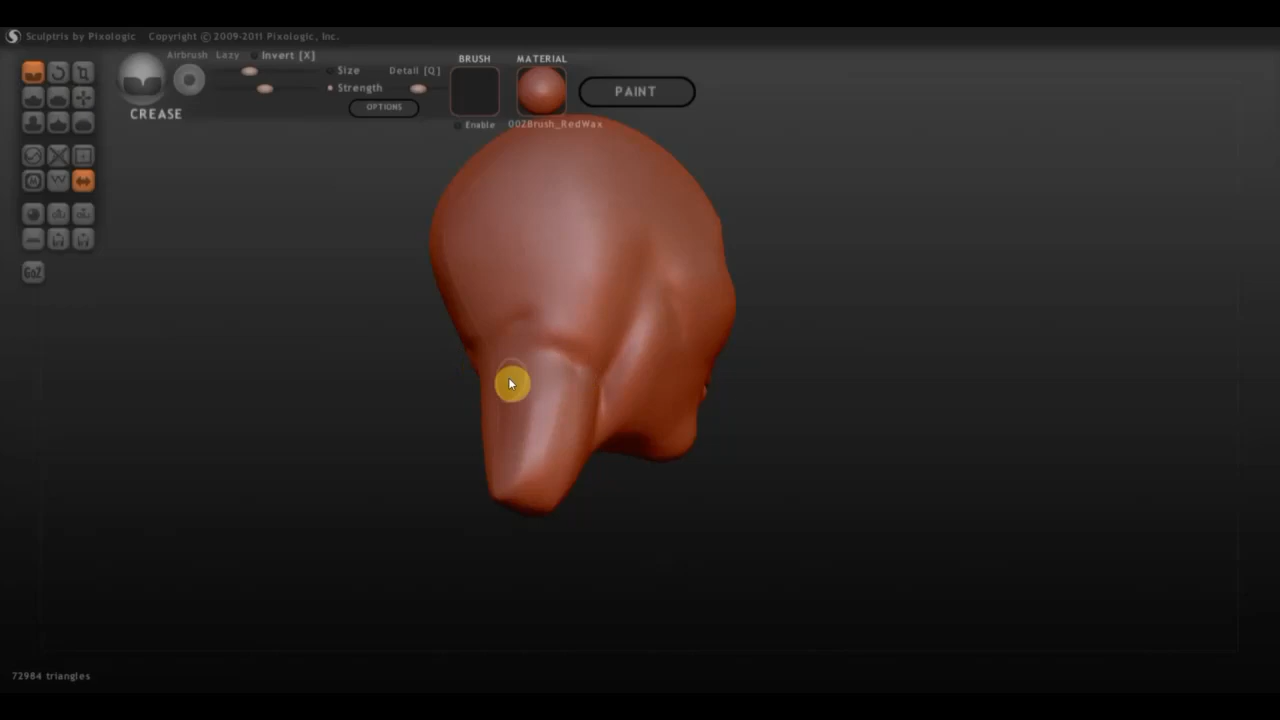 Sculptris by Pixologic Copyright © 2009-2011 Pixologic, Inc.
Airbrush Lazy Invert [X]
Size Detail [Q]
Strength
OPTIONS
CREASE
BRUSH
Enable
MATERIAL
00ZBrush_RedWax
PAINT
GoZ
72984 triangles